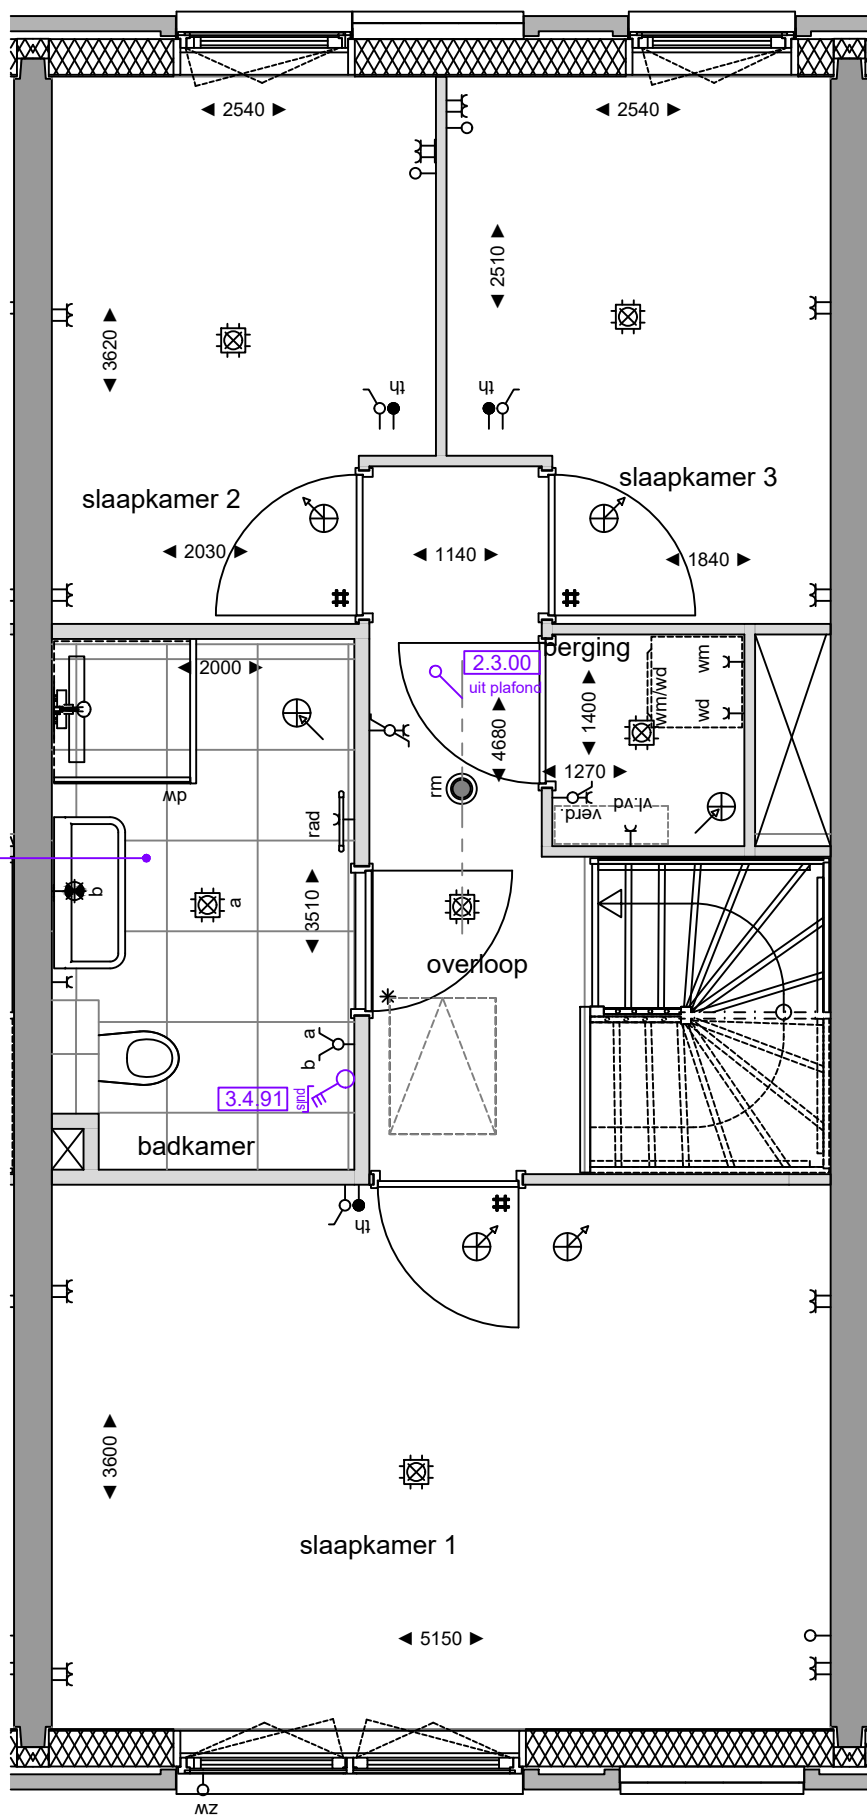 ◄ 2540 ►
◄ 2540 ►
◄ 2510 ►
◄ 3620 ►
th
th
slaapkamer 2
slaapkamer 3
◄ 2030 ►
◄ 1140 ►
◄ 1840 ►
berging
2.3.00
uit plafond
◄ 2000 ►
◄ 4680 ►
◄ 1400 ►
wm/wd
wm
wd
◄ 1270 ►
rm
dw
rad
verd.
vl.vd
b
a
◄ 3510 ►
overloop
a
b
3.4.91
sjnd
badkamer
th
◄ 3600 ►
slaapkamer 1
◄ 5150 ►
zw